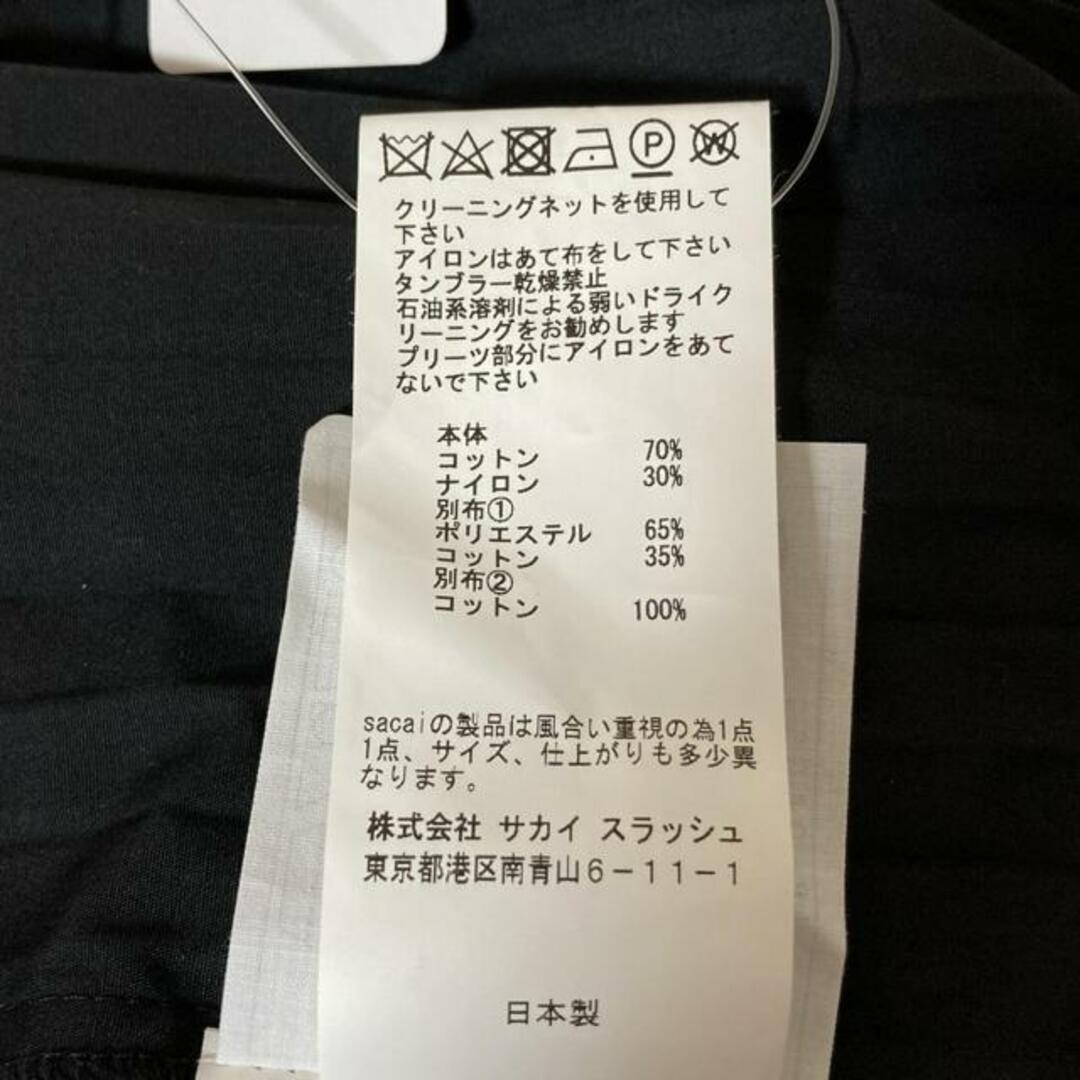 P W
クリーニングネットを使用して
下さい
アイロンはあて布をして下さい
タンブラー乾燥禁止
石油系溶剤による弱いドライク
リーニングをお勧めします
プリーツ部分にアイロンをあて
ないで下さい
本体
コットン 70%
ナイロン 30%
別布①
ポリエステル 65%
コットン 35%
別布②
コットン 100%
sacaiの製品は風合い重視の為1点
1点、サイズ、仕上がりも多少異
なります。
株式会社 サカイ スラッシュ
東京都港区南青山6－11－1
日本製